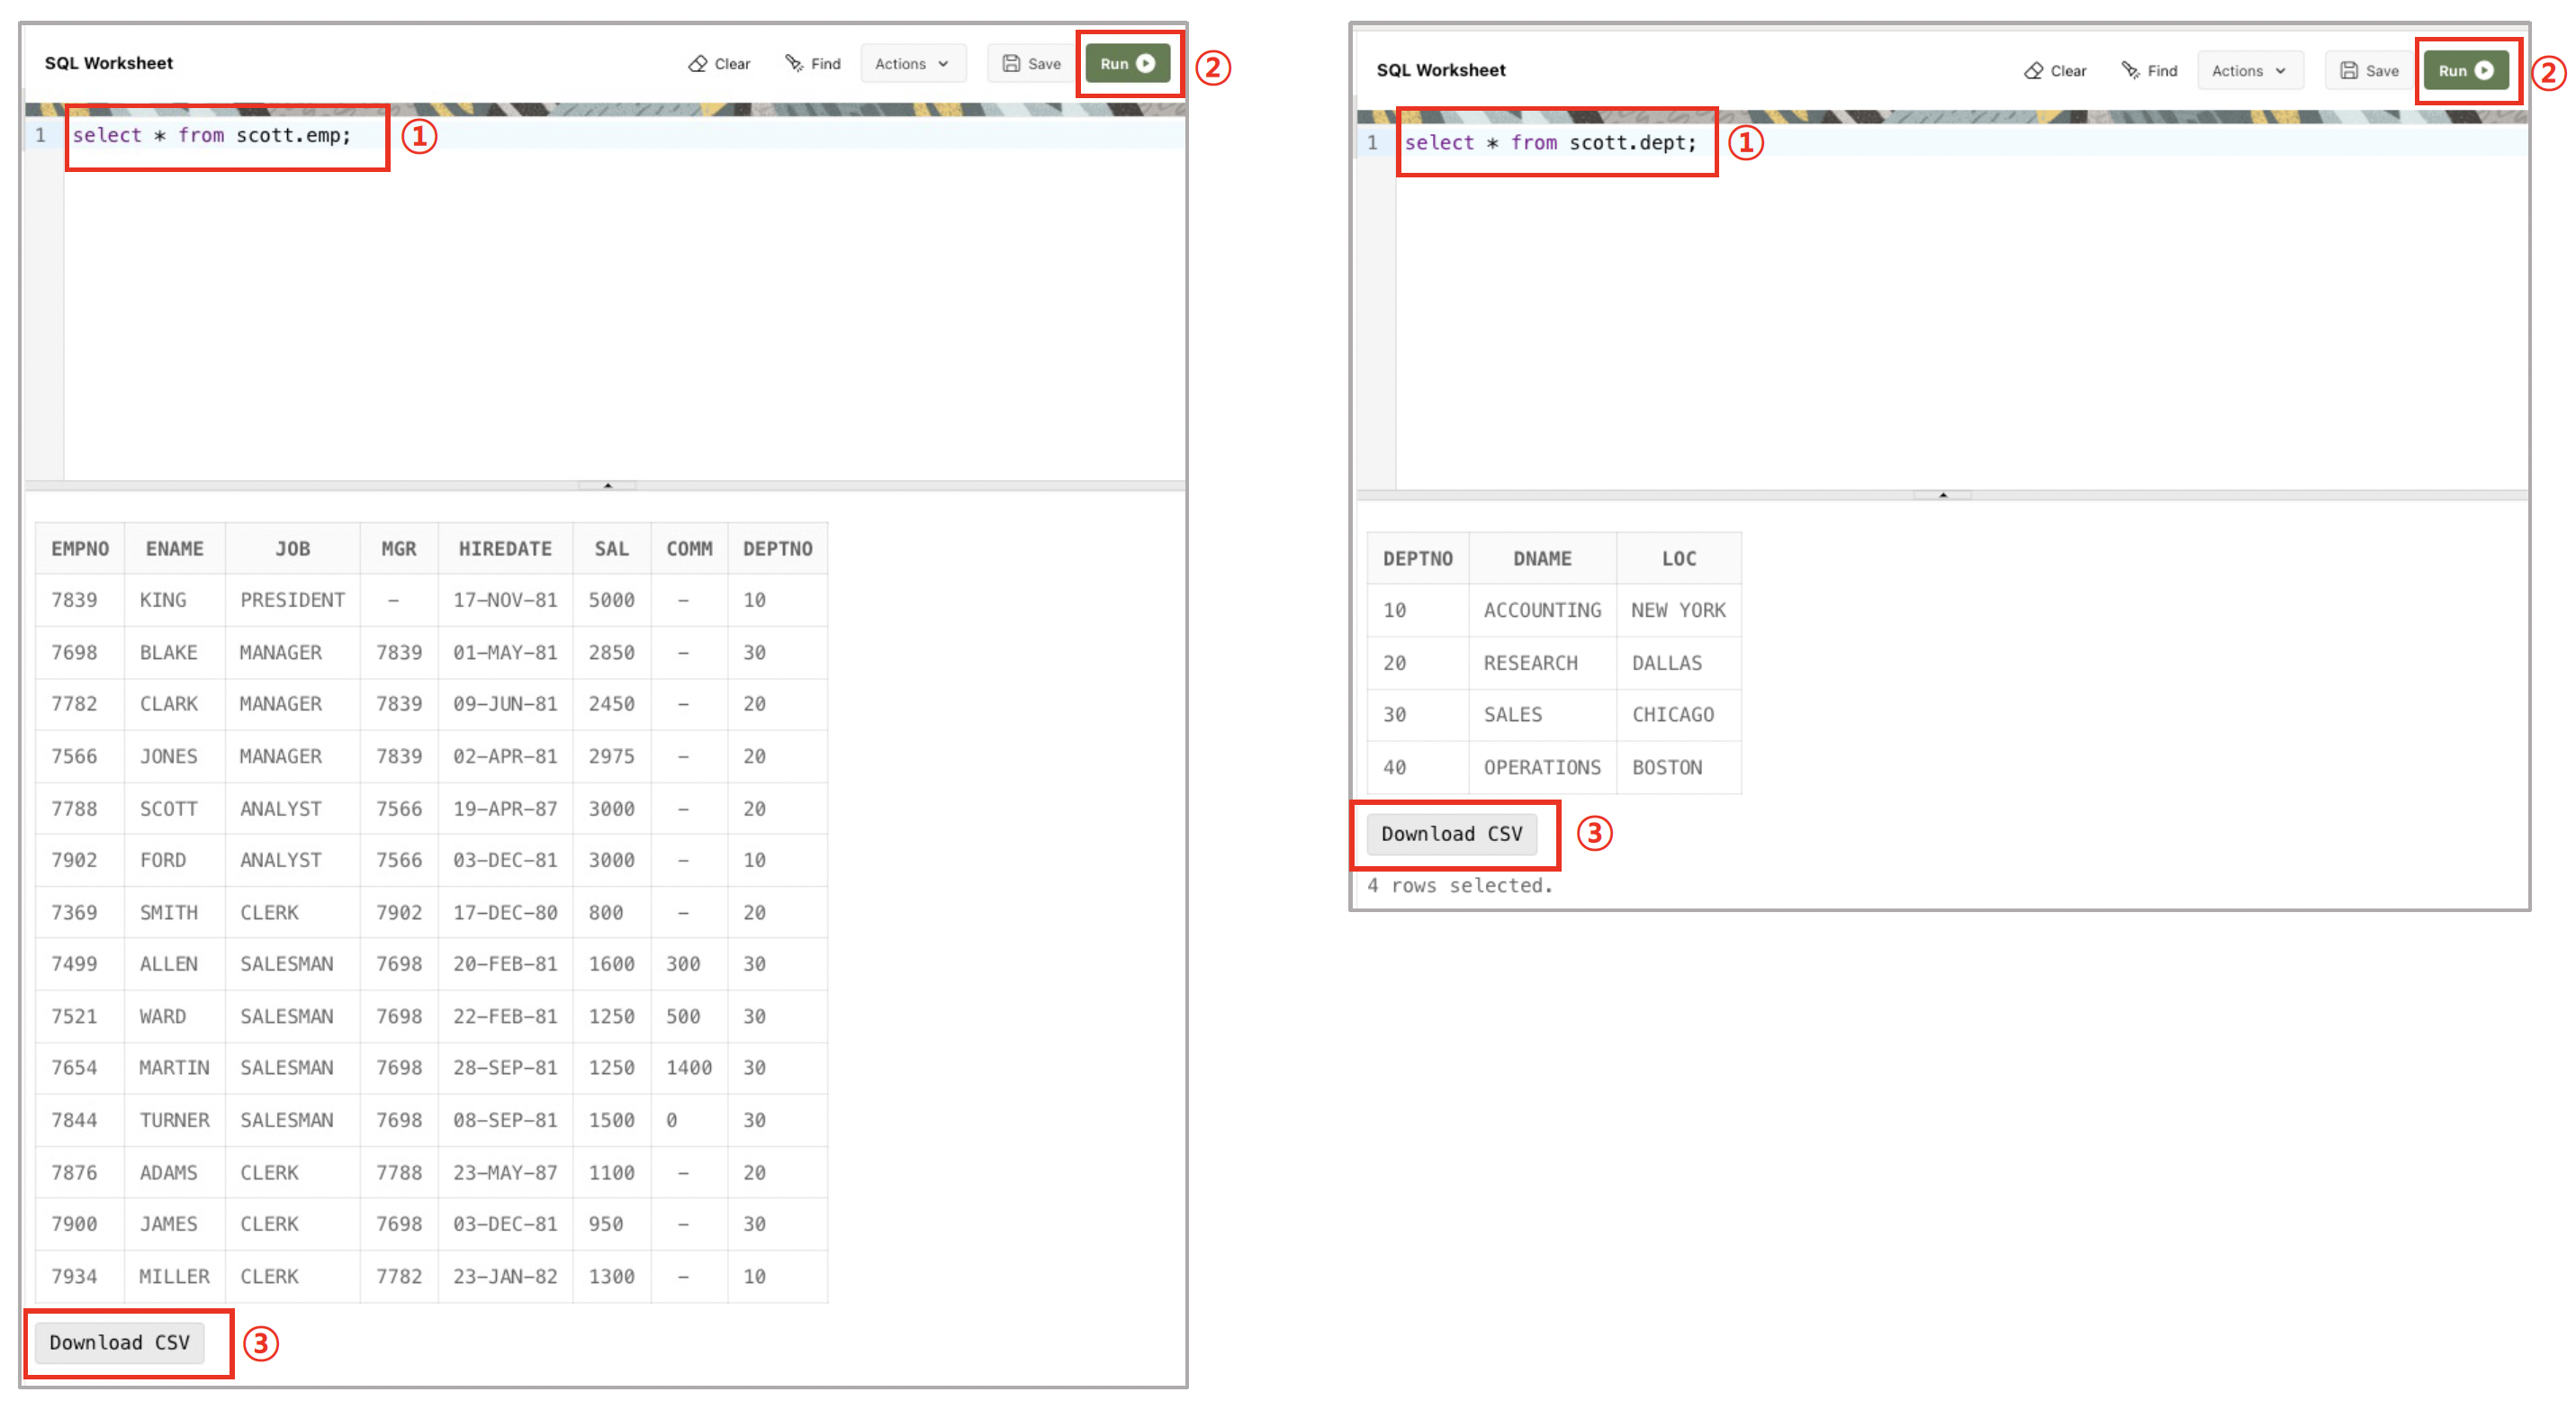 SQL Worksheet Clear Find Actions Save Run ②
1 select * from scott.emp; ①
EMPNO ENAME JOB MGR HIREDATE SAL COMM DEPTNO
7839 KING PRESIDENT - 17-NOV-81 5000 - 10
7698 BLAKE MANAGER 7839 01-MAY-81 2850 - 30
7782 CLARK MANAGER 7839 09-JUN-81 2450 - 20
7566 JONES MANAGER 7839 02-APR-81 2975 - 20
7788 SCOTT ANALYST 7566 19-APR-87 3000 - 20
7902 FORD ANALYST 7566 03-DEC-81 3000 - 10
7369 SMITH CLERK 7902 17-DEC-80 800 - 20
7499 ALLEN SALESMAN 7698 20-FEB-81 1600 300 30
7521 WARD SALESMAN 7698 22-FEB-81 1250 500 30
7654 MARTIN SALESMAN 7698 28-SEP-81 1250 1400 30
7844 TURNER SALESMAN 7698 08-SEP-81 1500 0 30
7876 ADAMS CLERK 7788 23-MAY-87 1100 - 20
7900 JAMES CLERK 7698 03-DEC-81 950 - 30
7934 MILLER CLERK 7782 23-JAN-82 1300 - 10
Download CSV ③
SQL Worksheet Clear Find Actions Save Run ②
1 select * from scott.dept; ①
DEPTNO DNAME LOC
10 ACCOUNTING NEW YORK
20 RESEARCH DALLAS
30 SALES CHICAGO
40 OPERATIONS BOSTON
Download CSV ③
4 rows selected.